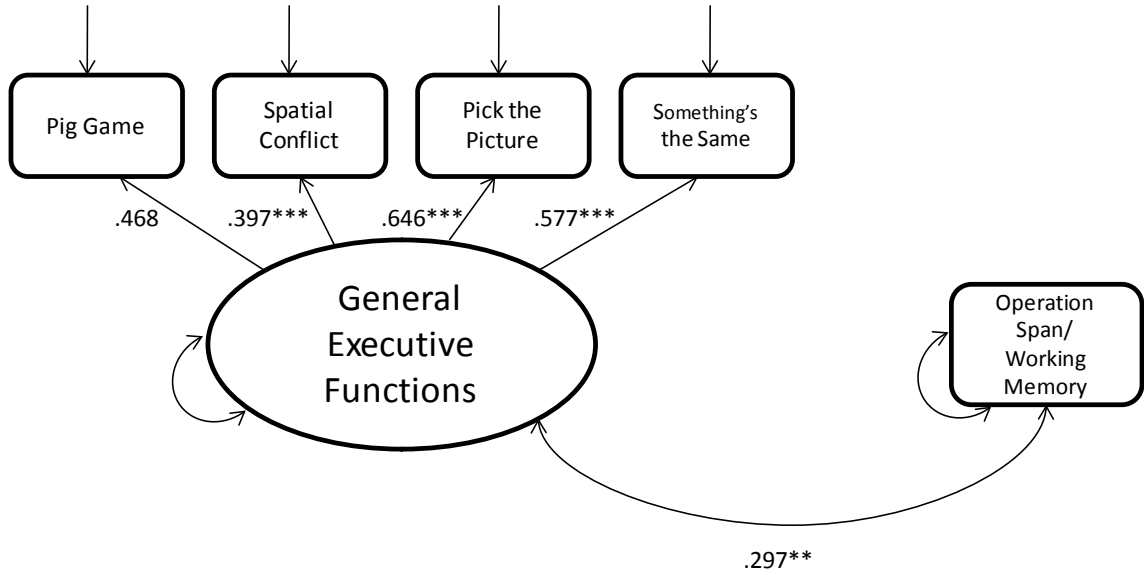 Pig Game
Spatial
Conflict
Pick the
Picture
Something's
the Same
.468
.397***
.646***
.577***
General
Executive
Functions
Operation
Span/
Working
Memory
.297**